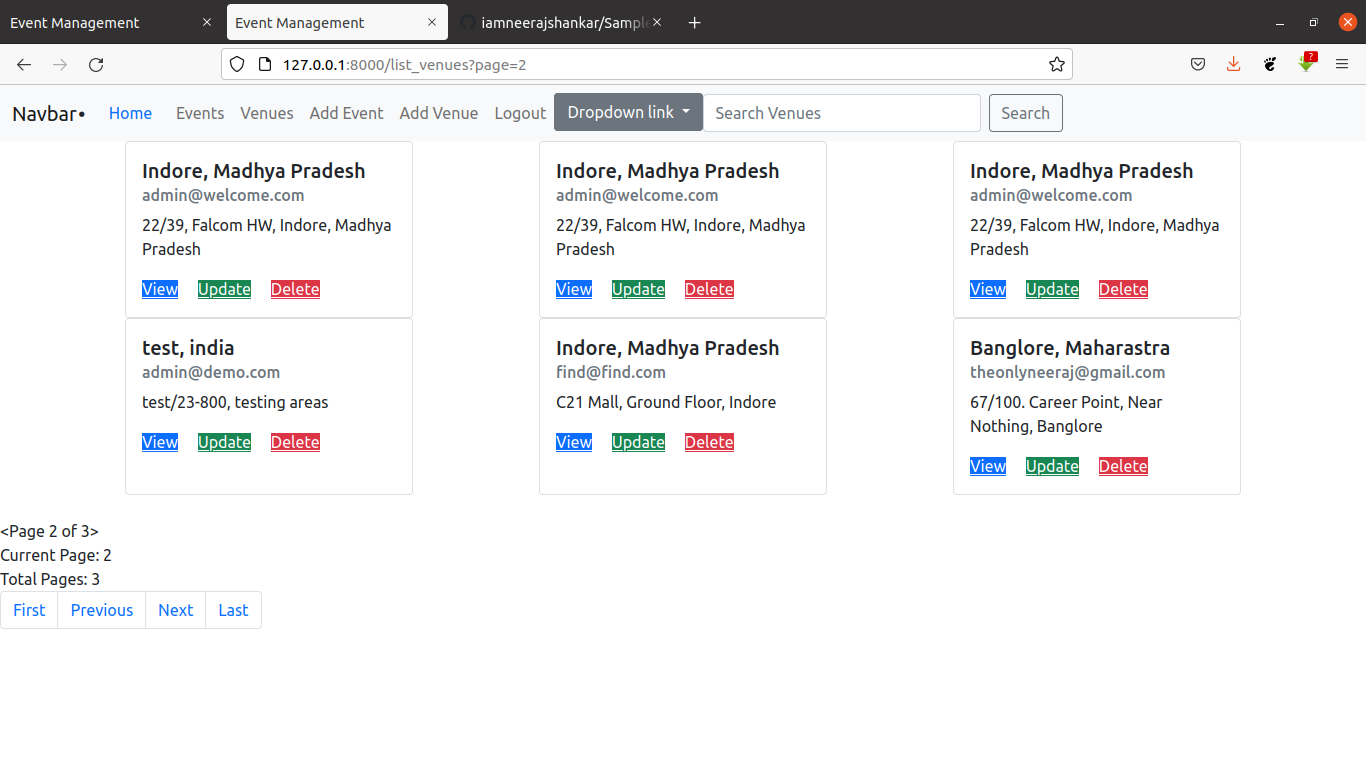 Event Management
Event Management
iamneerajshankar/Sampl
127.0.0.1:8000/list_venues?page=2
?
Navbar• Home Events Venues Add Event Add Venue Logout Dropdown link Search Venues Search
Indore, Madhya Pradesh
admin@welcome.com
22/39, Falcom HW, Indore, Madhya
Pradesh
View Update Delete
Indore, Madhya Pradesh
admin@welcome.com
22/39, Falcom HW, Indore, Madhya
Pradesh
View Update Delete
Indore, Madhya Pradesh
admin@welcome.com
22/39, Falcom HW, Indore, Madhya
Pradesh
View Update Delete
test, india
admin@demo.com
test/23-800, testing areas
View Update Delete
Indore, Madhya Pradesh
find@find.com
C21 Mall, Ground Floor, Indore
View Update Delete
Banglore, Maharastra
theonlyneeraj@gmail.com
67/100. Career Point, Near
Nothing, Banglore
View Update Delete
<Page 2 of 3>
Current Page: 2
Total Pages: 3
First Previous Next Last